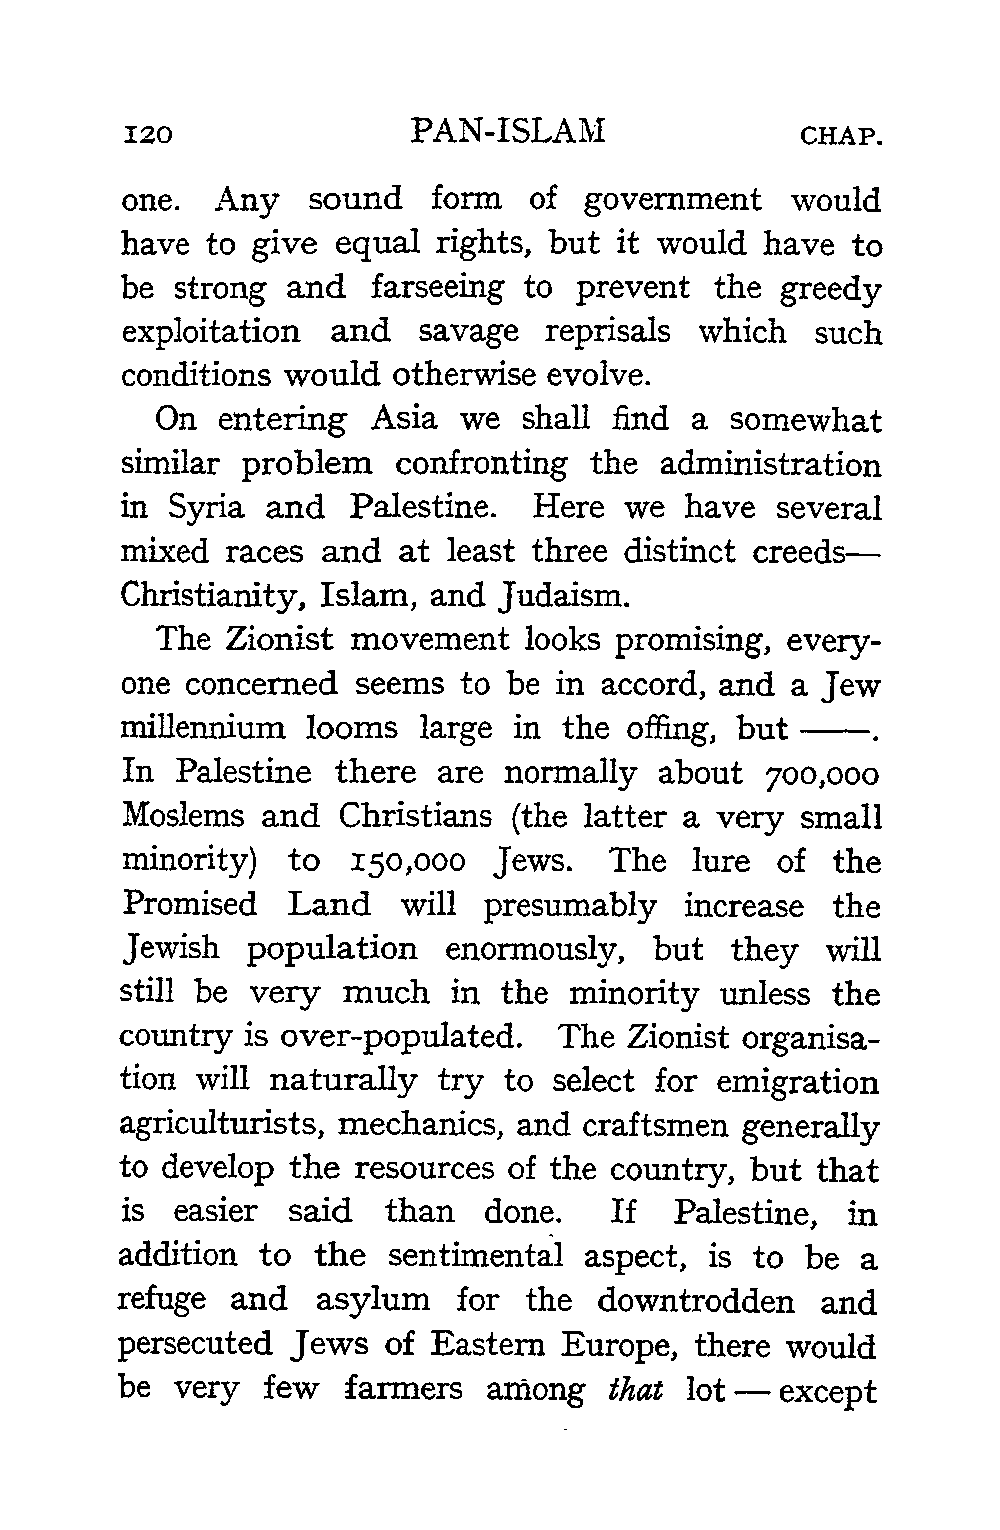 120 PAN-ISLAM CHAP.
one. Any sound form of government would
have to give equal rights, but it would have to
be strong and farseeing to prevent the greedy
exploitation and savage reprisals which such
conditions would otherwise evolve.
On entering Asia we shall find a somewhat
similar problem confronting the administration
in Syria and Palestine. Here we have several
mixed races and at least three distinct creeds—
Christianity, Islam, and Judaism.
The Zionist movement looks promising, every-
one concerned seems to be in accord, and a Jew
millennium looms large in the offing, but ——.
In Palestine there are normally about 700,000
Moslems and Christians (the latter a very small
minority) to 150,000 Jews. The lure of the
Promised Land will presumably increase the
Jewish population enormously, but they will
still be very much in the minority unless the
country is over-populated. The Zionist organisa-
tion will naturally try to select for emigration
agriculturists, mechanics, and craftsmen generally
to develop the resources of the country, but that
is easier said than done. If Palestine, in
addition to the sentimental aspect, is to be a
refuge and asylum for the downtrodden and
persecuted Jews of Eastern Europe, there would
be very few farmers among that lot — except